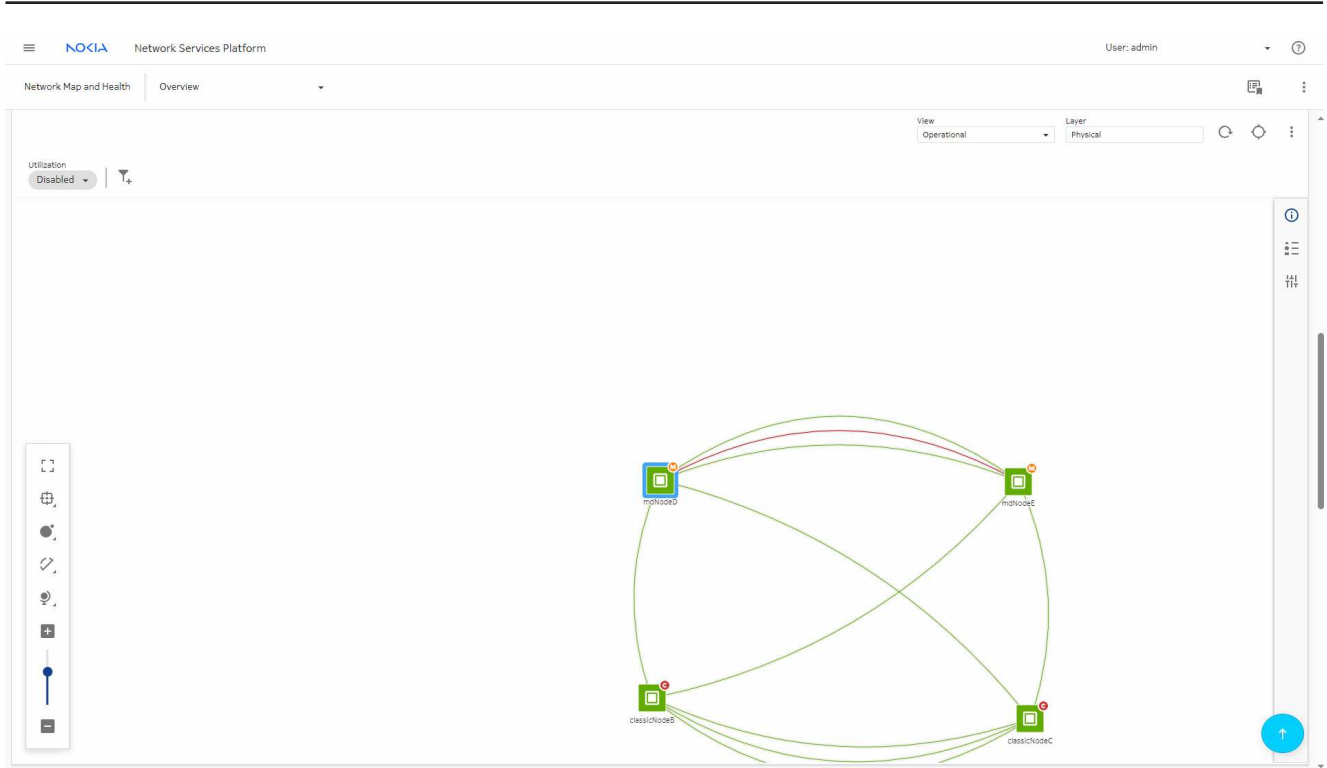 NOKIA Network Services Platform
User: admin
Network Map and Health
Overview
View
Operational
Layer
Physical
Utilization
Disabled
M
mdNodeD
M
mdNodeE
C
classicNodeB
C
classicNodeC